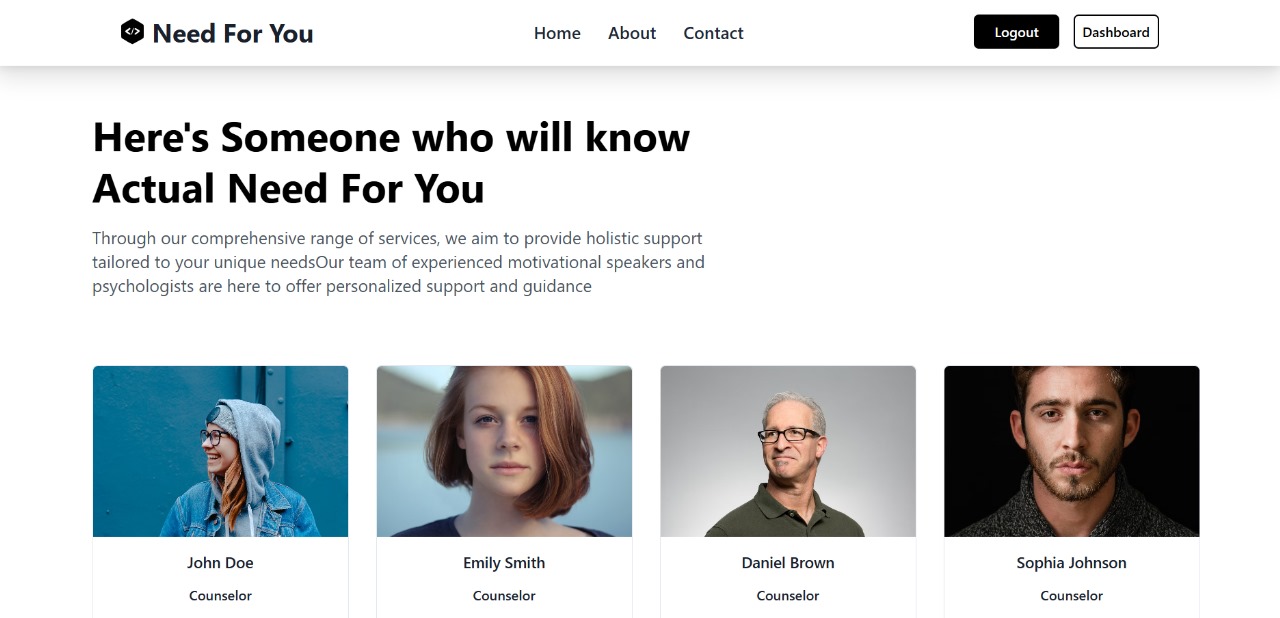 Need For You
Home About Contact
Logout Dashboard
Here's Someone who will know
Actual Need For You
Through our comprehensive range of services, we aim to provide holistic support
tailored to your unique needsOur team of experienced motivational speakers and
psychologists are here to offer personalized support and guidance
John Doe
Counselor
Emily Smith
Counselor
Daniel Brown
Counselor
Sophia Johnson
Counselor